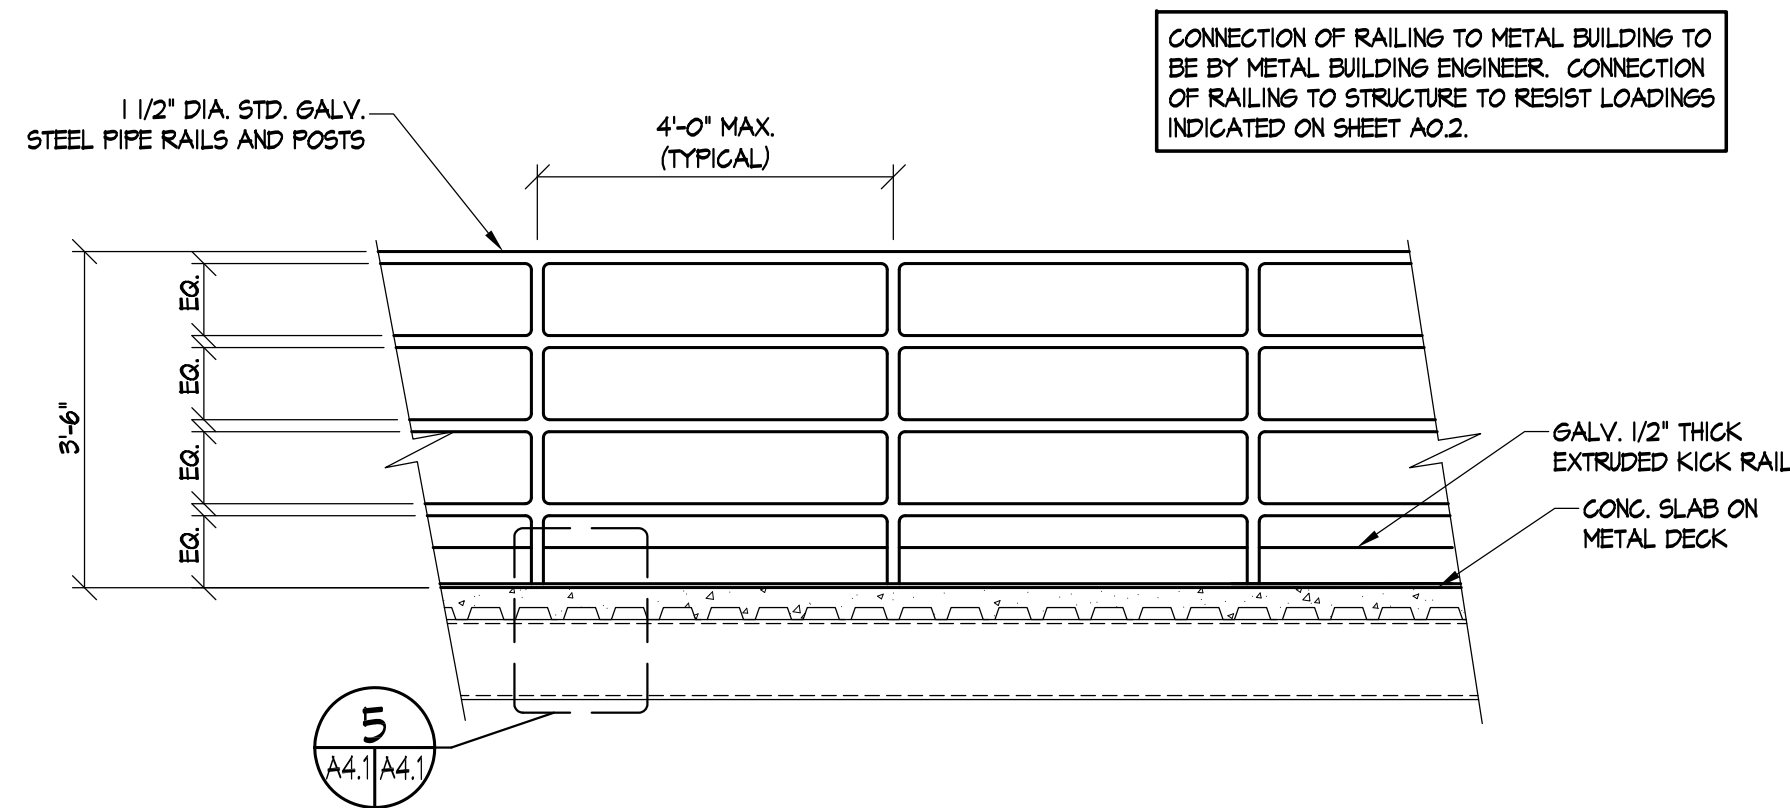 CONNECTION OF RAILING TO METAL BUILDING TO
BE BY METAL BUILDING ENGINEER. CONNECTION
OF RAILING TO STRUCTURE TO RESIST LOADINGS
INDICATED ON SHEET A0.2.
1 1/2" DIA. STD. GALV.
STEEL PIPE RAILS AND POSTS
4'-0" MAX.
(TYPICAL)
3'-6"
EQ.
EQ.
EQ.
EQ.
GALV. 1/2" THICK
EXTRUDED KICK RAIL
CONC. SLAB ON
METAL DECK
5
A4.1 A4.1